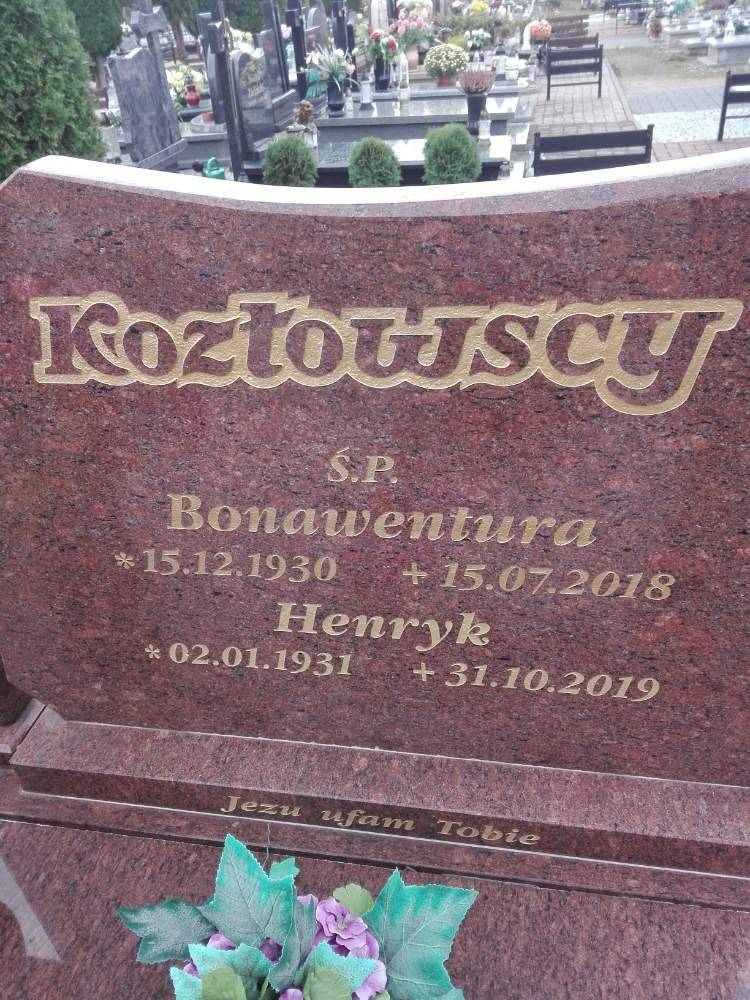 Kozłowscy
Ś.P.
Bonawentura
*15.12.1930 + 15.07.2018
Henryk
*02.01.1931 + 31.10.2019
Jezu ufam Tobie